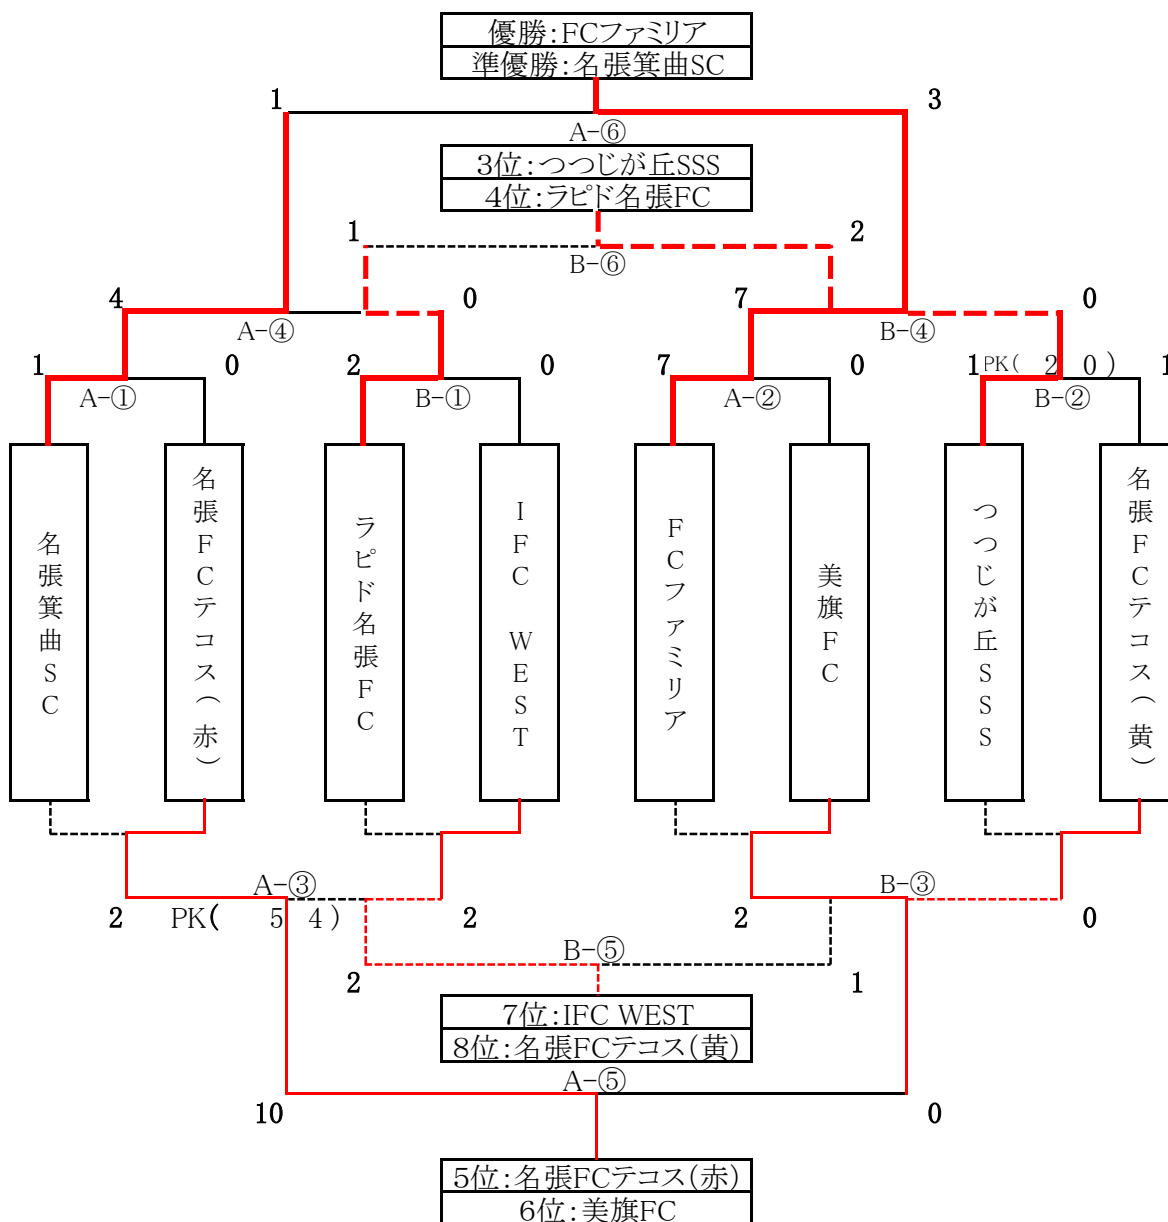 優勝:FCファミリア
準優勝:名張箕曲SC
1
3
A-⑥
3位:つつじが丘SSS
4位:ラピド名張FC
1
2
B-⑥
4
0
7
0
A-④
B-④
1
0
2
0
7
0
1 PK( 2 0 ) 1
A-①
B-①
A-②
B-②
名張箕曲SC
名張FCテコス(赤)
ラピド名張FC
IFC WEST
FCファミリア
美旗FC
つつじが丘SSS
名張FCテコス(黄)
A-③
B-③
2 PK( 5 4 ) 2
2
0
B-⑤
2
1
7位:IFC WEST
8位:名張FCテコス(黄)
A-⑤
10
0
5位:名張FCテコス(赤)
6位:美旗FC